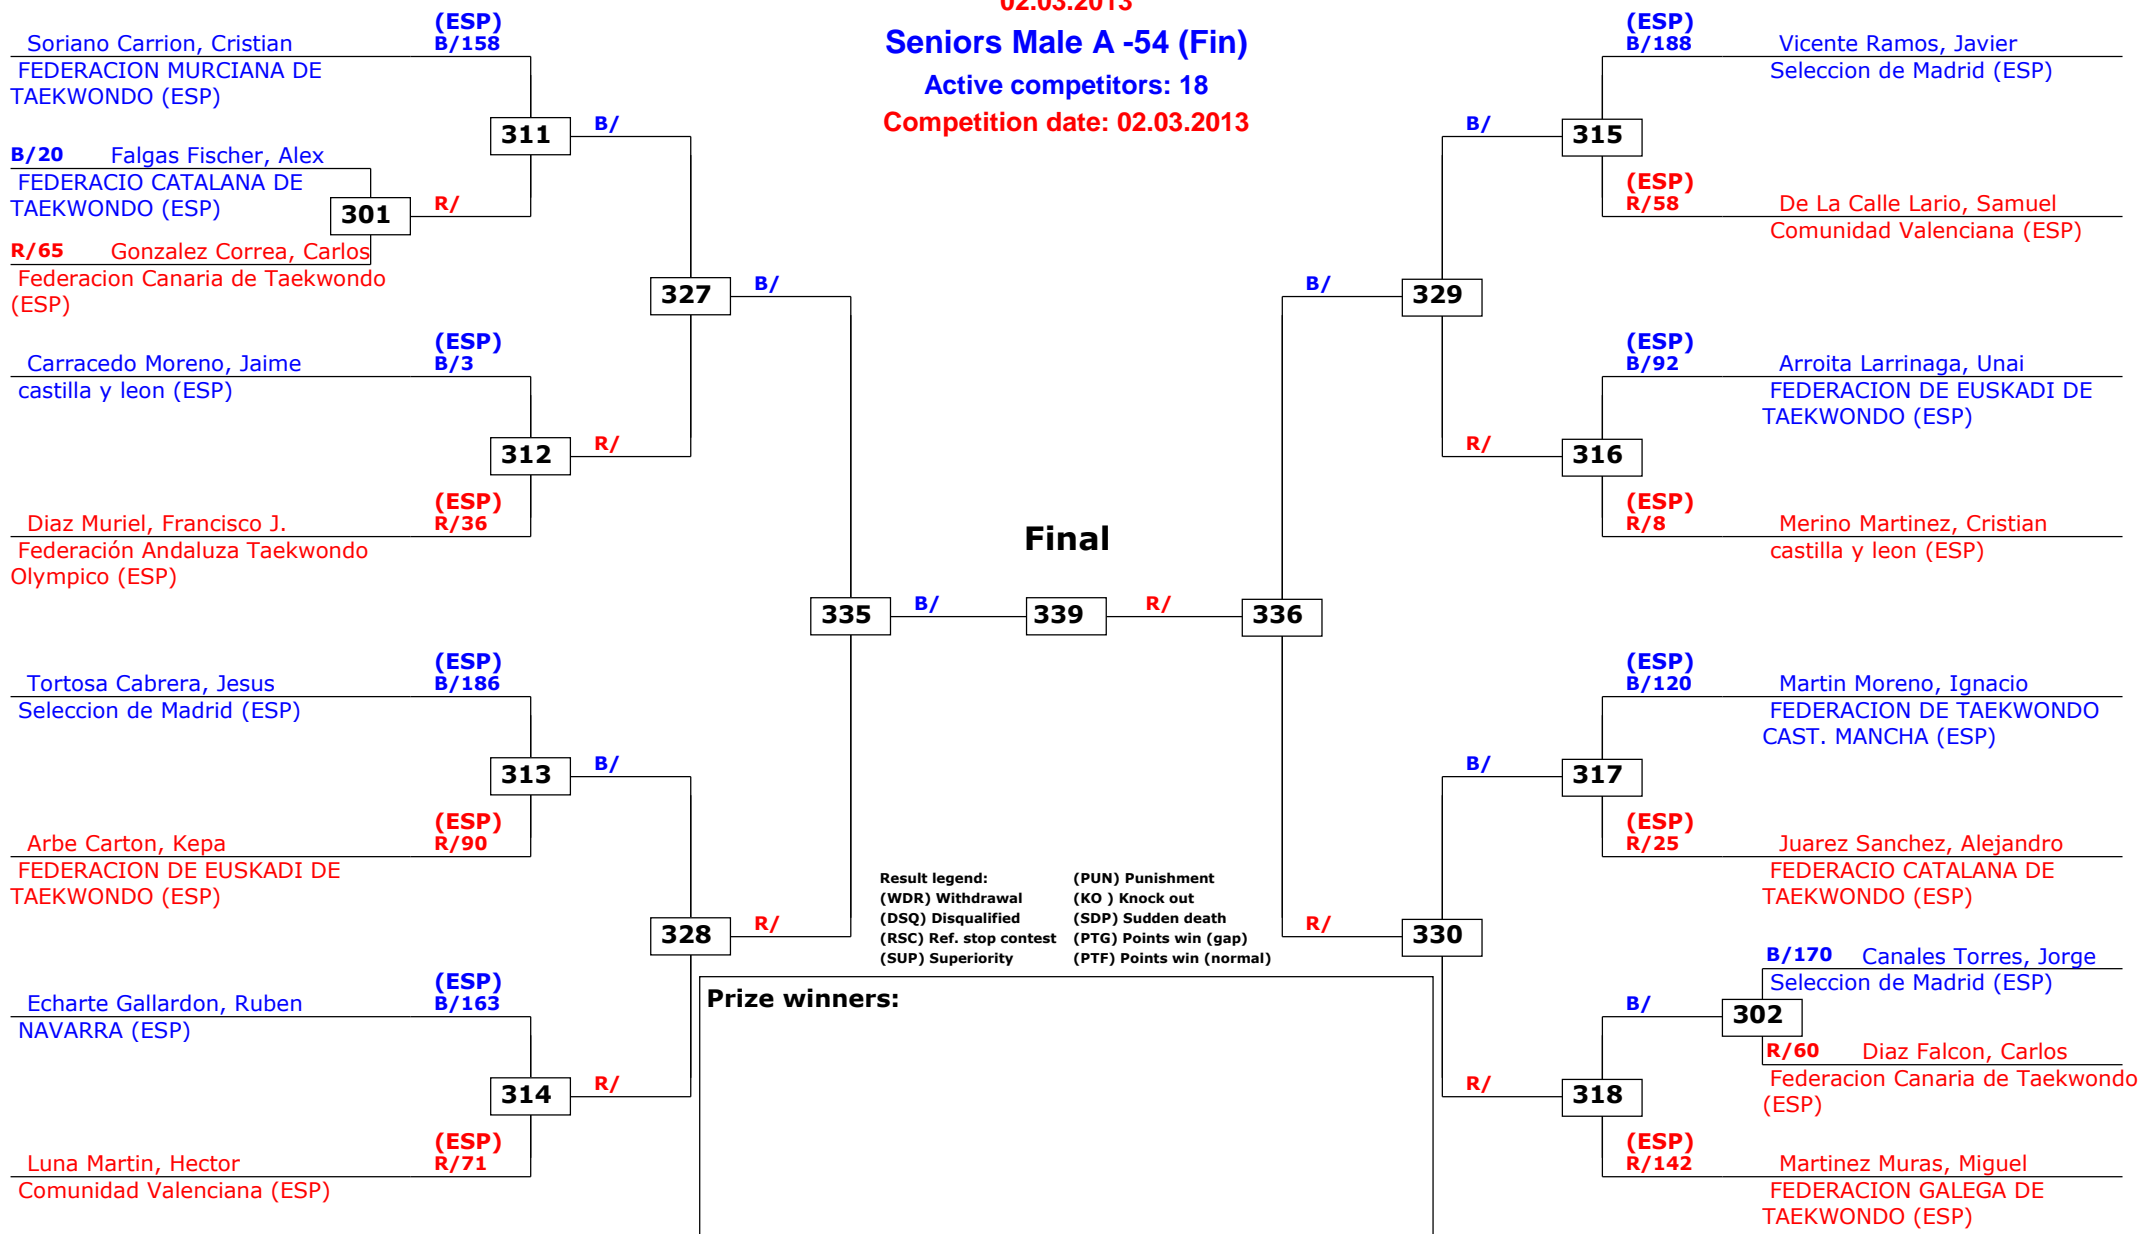 02.03.2013
Seniors Male A -54 (Fin)
Active competitors: 18
Competition date: 02.03.2013
(ESP)
Soriano Carrion, Cristian B/158
FEDERACION MURCIANA DE
TAEKWONDO (ESP)
311
B/
B/20 Falgas Fischer, Alex
FEDERACIO CATALANA DE
TAEKWONDO (ESP)
301
R/
R/65 Gonzalez Correa, Carlos
Federacion Canaria de Taekwondo
(ESP)
327
B/
(ESP)
Carracedo Moreno, Jaime B/3
castilla y leon (ESP)
312
R/
(ESP)
Diaz Muriel, Francisco J. R/36
Federación Andaluza Taekwondo
Olympico (ESP)
335
B/
(ESP)
Tortosa Cabrera, Jesus B/186
Seleccion de Madrid (ESP)
313
B/
(ESP)
Arbe Carton, Kepa R/90
FEDERACION DE EUSKADI DE
TAEKWONDO (ESP)
328
R/
(ESP)
Echarte Gallardon, Ruben B/163
NAVARRA (ESP)
314
R/
(ESP)
Luna Martin, Hector R/71
Comunidad Valenciana (ESP)
Final
339
R/
336
(ESP)
B/188 Vicente Ramos, Javier
Seleccion de Madrid (ESP)
B/
315
(ESP)
R/58 De La Calle Lario, Samuel
Comunidad Valenciana (ESP)
B/
329
(ESP)
B/92 Arroita Larrinaga, Unai
FEDERACION DE EUSKADI DE
TAEKWONDO (ESP)
R/
316
(ESP)
R/8 Merino Martinez, Cristian
castilla y leon (ESP)
(ESP)
B/120 Martin Moreno, Ignacio
FEDERACION DE TAEKWONDO
CAST. MANCHA (ESP)
B/
317
(ESP)
R/25 Juarez Sanchez, Alejandro
FEDERACIO CATALANA DE
TAEKWONDO (ESP)
R/
330
B/170 Canales Torres, Jorge
Seleccion de Madrid (ESP)
B/
302
R/60 Diaz Falcon, Carlos
Federacion Canaria de Taekwondo
(ESP)
R/
318
(ESP)
R/142 Martinez Muras, Miguel
FEDERACION GALEGA DE
TAEKWONDO (ESP)
Result legend: (PUN) Punishment
(WDR) Withdrawal (KO ) Knock out
(DSQ) Disqualified (SDP) Sudden death
(RSC) Ref. stop contest (PTG) Points win (gap)
(SUP) Superiority (PTF) Points win (normal)
Prize winners: